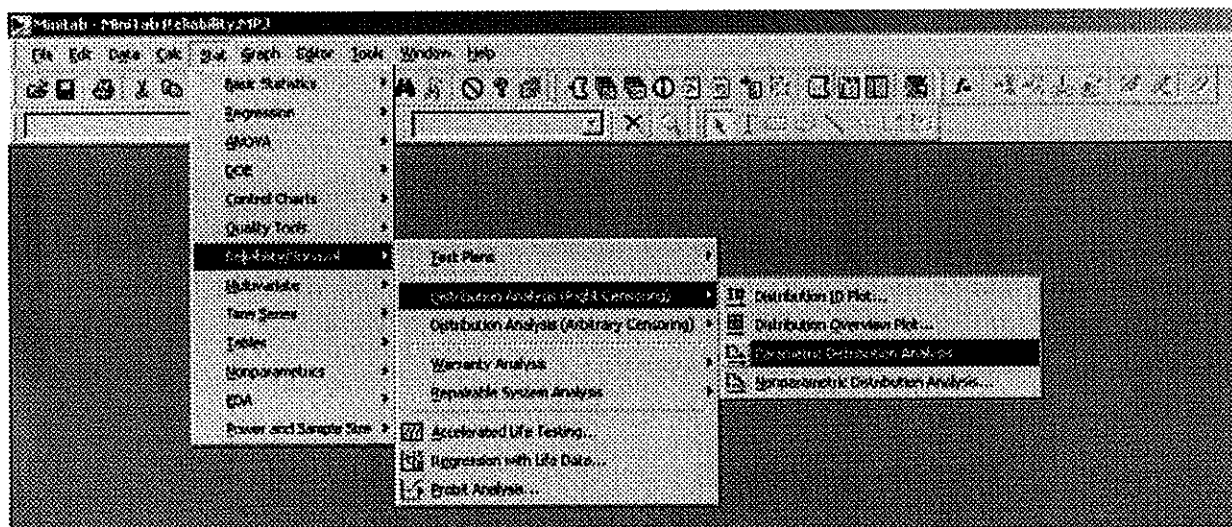 Minitab - Minitab Reliability.MPJ
File Edit Data Calc Stat Graph Editor Tools Window Help
Basic Statistics
Regression
ANOVA
DOE
Control Charts
Quality Tools
Reliability/Survival
Test Plans
Multivariate
Distribution Analysis (Right Censoring)
Distribution ID Plot...
Time Series
Distribution Analysis (Arbitrary Censoring)
Distribution Overview Plot...
Tables
Parametric Distribution Analysis
Nonparametrics
Warranty Analysis
Nonparametric Distribution Analysis...
EDA
Repairable System Analysis
Power and Sample Size
Accelerated Life Testing...
Regression with Life Data...
Probit Analysis...